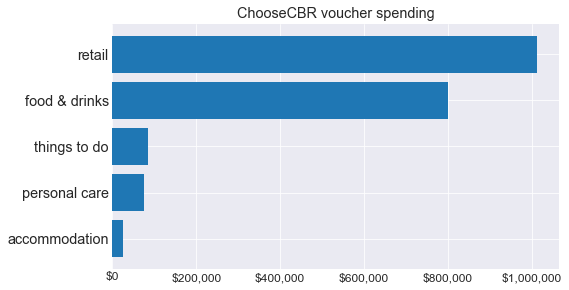 ChooseCBR voucher spending
retail
food & drinks
things to do
personal care
accommodation
$0 $200,000 $400,000 $600,000 $800,000 $1,000,000